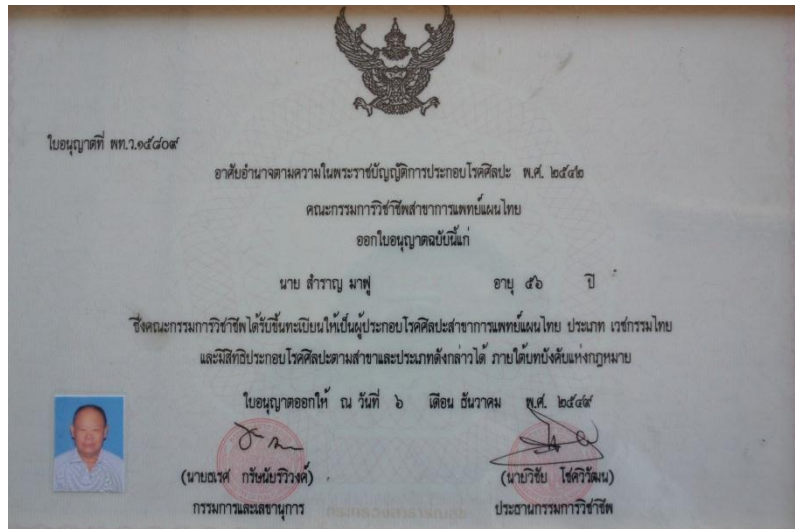 ใบอนุญาตที่ พท.ว.๑๕๘๐๙
อาศัยอำนาจตามความในพระราชบัญญัติการประกอบโรคศิลปะ พ.ศ. ๒๕๔๒
คณะกรรมการวิชาชีพสาขาการแพทย์แผนไทย
ออกใบอนุญาตฉบับนี้แก่
นาย สำราญ มาฟู อายุ ๕๖ ปี
ซึ่งคณะกรรมการวิชาชีพได้รับขึ้นทะเบียนให้เป็นผู้ประกอบโรคศิลปะสาขาการแพทย์แผนไทย ประเภท เวชกรรมไทย
และมีสิทธิประกอบโรคศิลปะตามสาขาและประเภทดังกล่าวได้ ภายใต้บทบังคับแห่งกฎหมาย
ใบอนุญาตออกให้ ณ วันที่ ๖ เดือน ธันวาคม พ.ศ. ๒๕๔๙
(นายธเรศ กรัษนัยรวิวงค์) (นายวิชัย โชควิวัฒน)
กรรมการและเลขานุการ ประธานกรรมการวิชาชีพ
กระทรวงสาธารณสุข